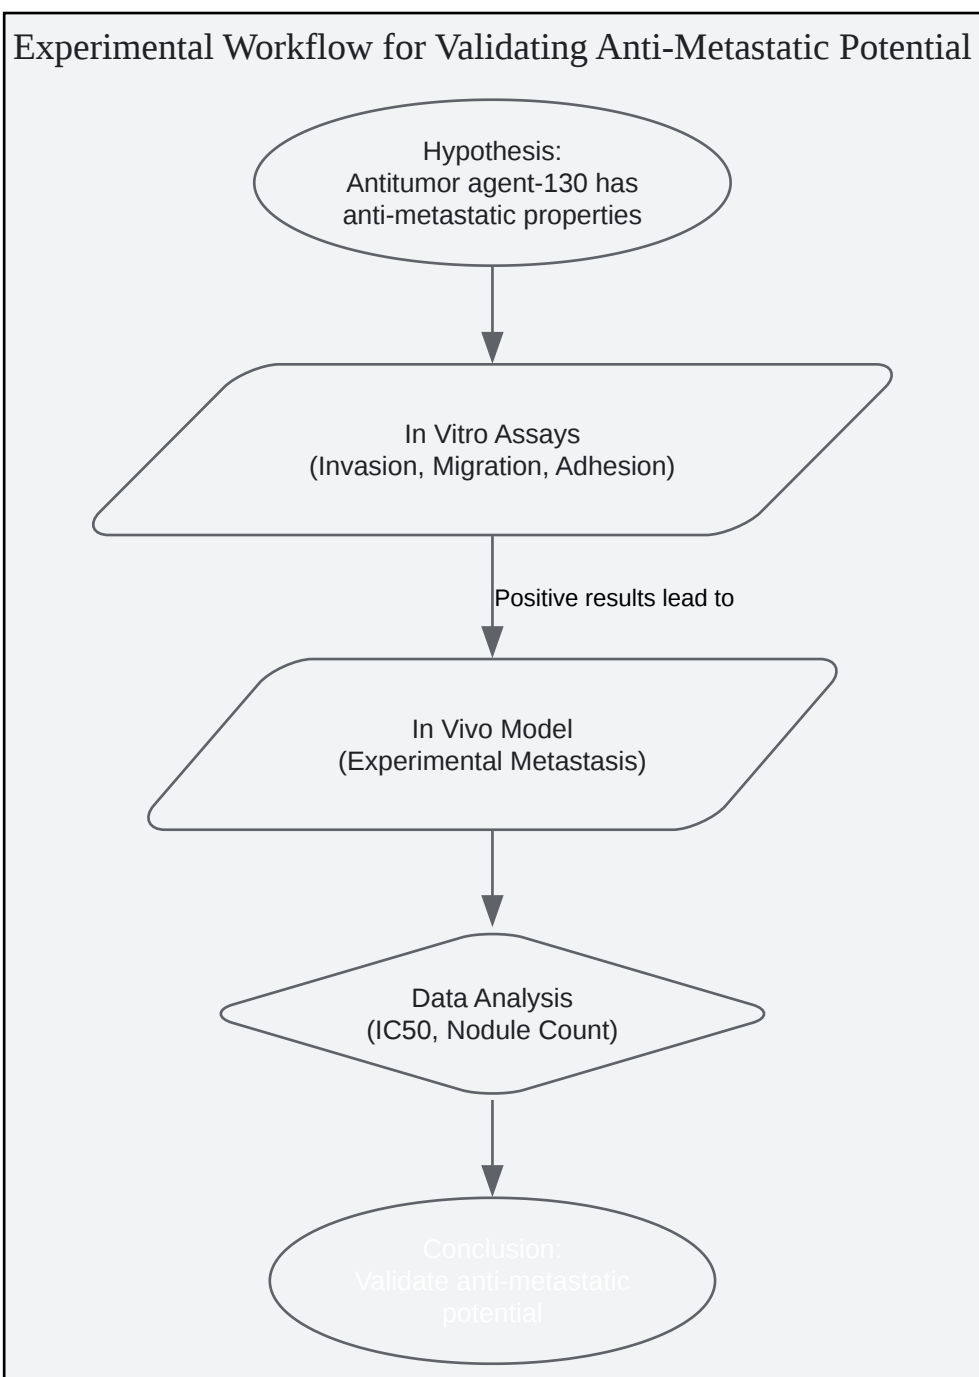 Experimental Workflow for Validating Anti-Metastatic Potential
Hypothesis:
Antitumor agent-130 has
anti-metastatic properties
In Vitro Assays
(Invasion, Migration, Adhesion)
Positive results lead to
In Vivo Model
(Experimental Metastasis)
Data Analysis
(IC50, Nodule Count)
Conclusion:
Validate anti-metastatic
potential